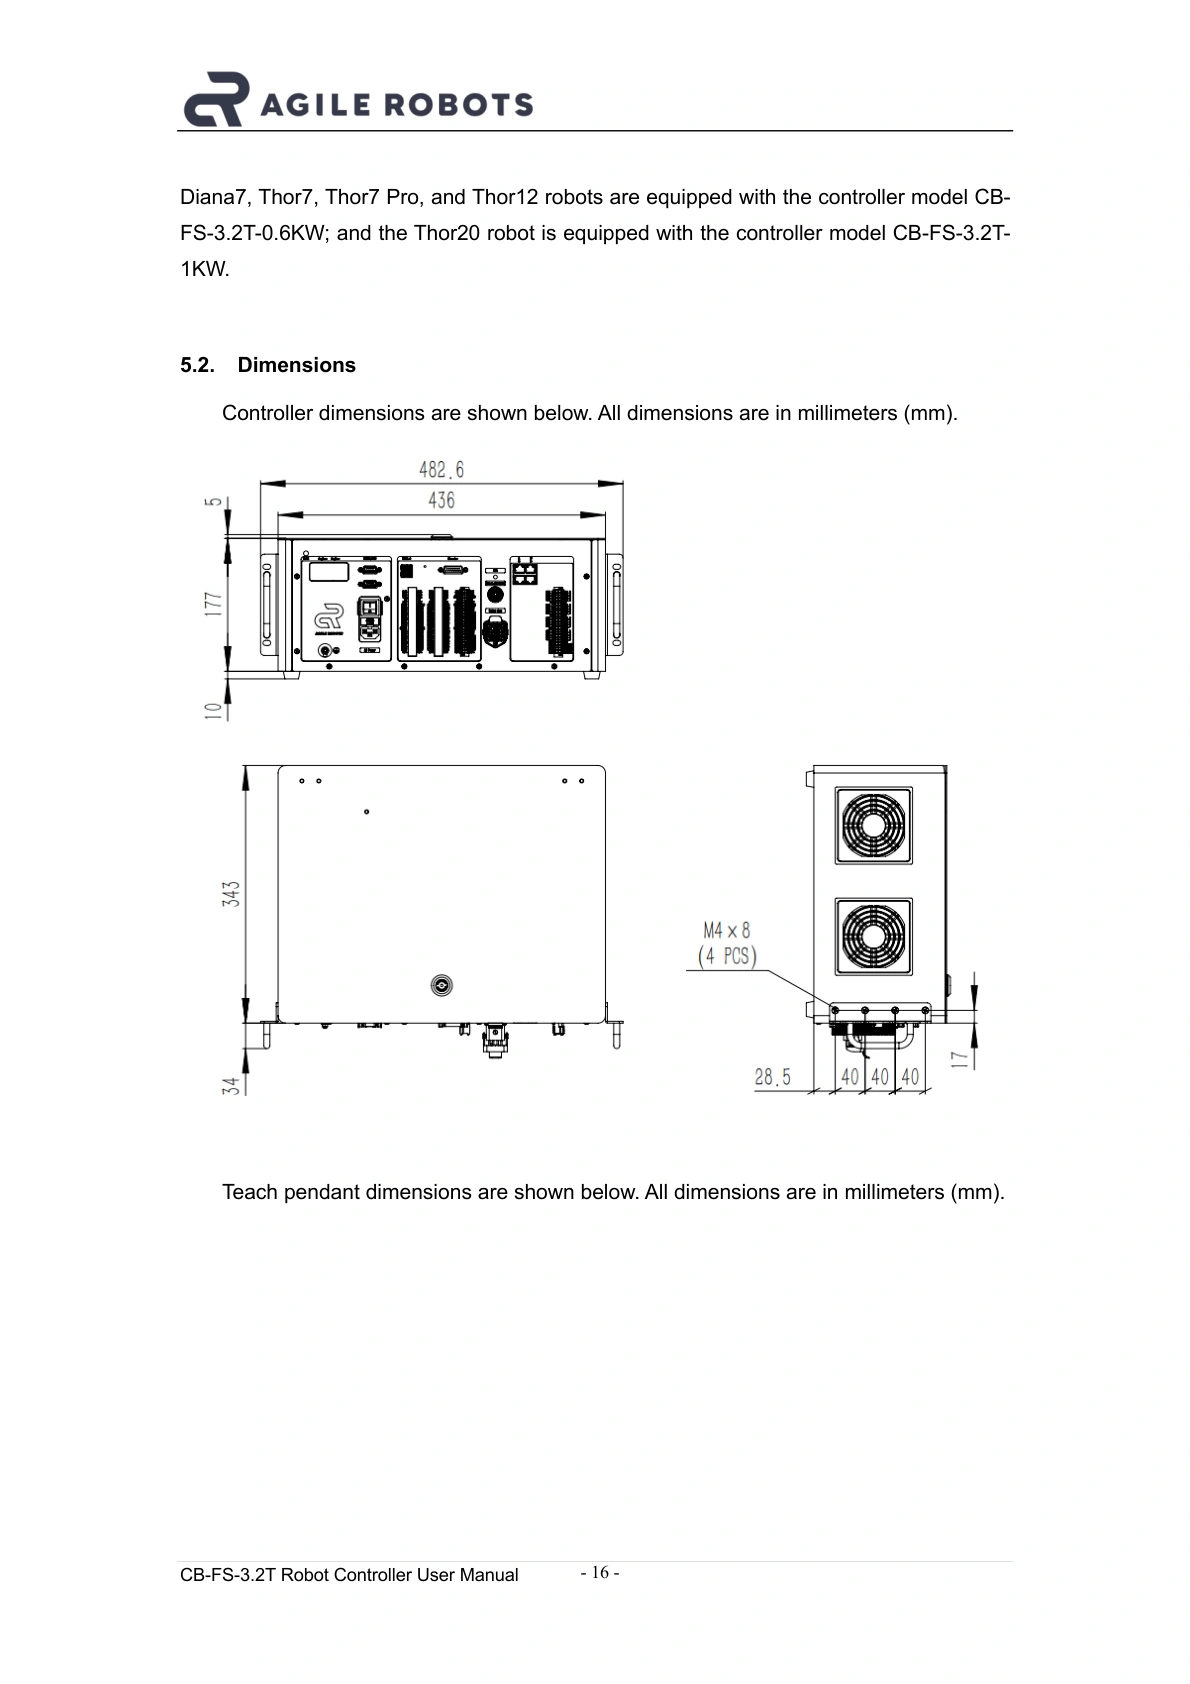 AGILE ROBOTS
Diana7, Thor7, Thor7 Pro, and Thor12 robots are equipped with the controller model CB-
FS-3.2T-0.6KW; and the Thor20 robot is equipped with the controller model CB-FS-3.2T-
1KW.
5.2. Dimensions
Controller dimensions are shown below. All dimensions are in millimeters (mm).
482.6
436
5
177
10
AGILE ROBOTS
343
34
M4×8
(4 PCS)
28.5
40
40
40
17
Teach pendant dimensions are shown below. All dimensions are in millimeters (mm).
CB-FS-3.2T Robot Controller User Manual
- 16 -